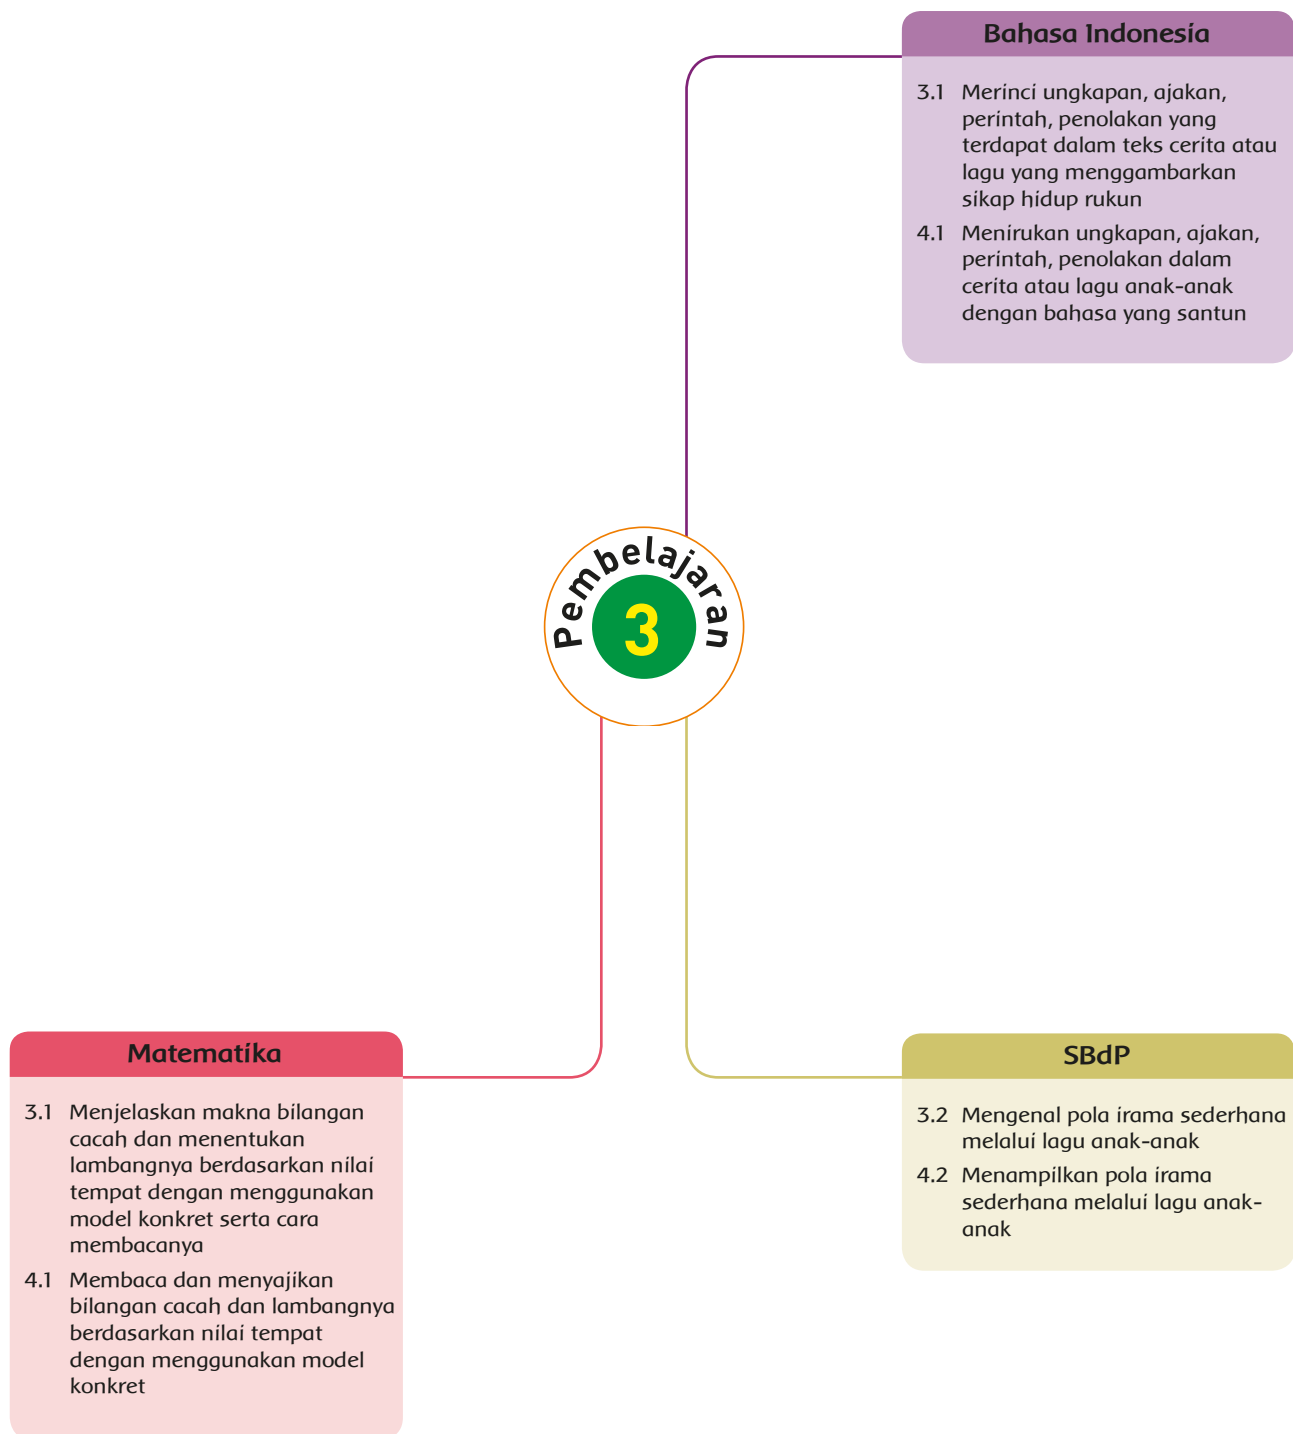 Bahasa Indonesia
3.1 Merinci ungkapan, ajakan,
perintah, penolakan yang
terdapat dalam teks cerita atau
lagu yang menggambarkan
sikap hidup rukun
4.1 Menirukan ungkapan, ajakan,
perintah, penolakan dalam
cerita atau lagu anak-anak
dengan bahasa yang santun
Pembelajaran
3
Matematika
3.1 Menjelaskan makna bilangan
cacah dan menentukan
lambangnya berdasarkan nilai
tempat dengan menggunakan
model konkret serta cara
membacanya
4.1 Membaca dan menyajikan
bilangan cacah dan lambangnya
berdasarkan nilai tempat
dengan menggunakan model
konkret
SBdP
3.2 Mengenal pola irama sederhana
melalui lagu anak-anak
4.2 Menampilkan pola irama
sederhana melalui lagu anak-
anak